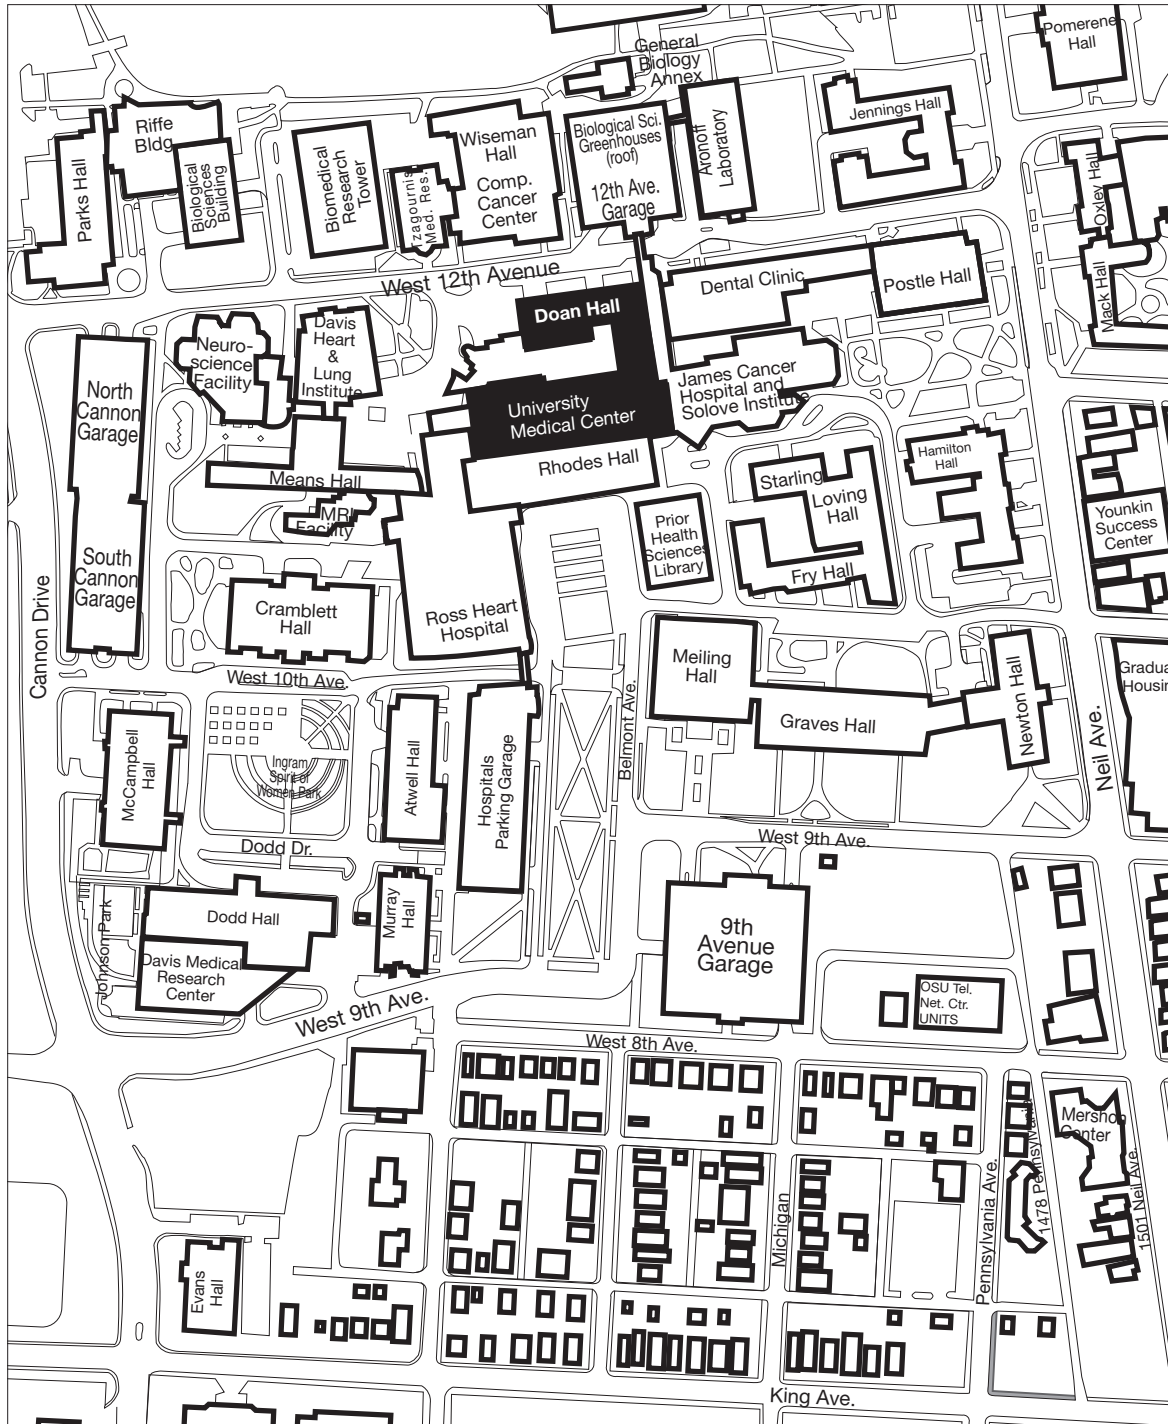 General
Biology
Annex
Pomerene
Hall
Riffe
Bldg.
Parks Hall
Biological
Sciences
Building
Biomedical
Research
Tower
Tzagournis
Med. Res.
Wiseman
Hall
Comp.
Cancer
Center
Biological Sci.
Greenhouses
(roof)
12th Ave.
Garage
Aronoff
Laboratory
Jennings Hall
Oxley Hall
Mack Hall
West 12th Avenue
Dental Clinic
Postle Hall
Doan Hall
University
Medical Center
Rhodes Hall
James Cancer
Hospital and
Solove Institute
Neuro-
science
Facility
Davis
Heart
&
Lung
Institute
North
Cannon
Garage
South
Cannon
Garage
Means Hall
MRI
Facility
Cannon Drive
Cramblett
Hall
Ross Heart
Hospital
Prior
Health
Sciences
Library
Starling
Loving
Hall
Fry Hall
Hamilton
Hall
Younkin
Success
Center
West 10th Ave.
Meiling
Hall
Graves Hall
Newton Hall
Gradua
Housin
Neil Ave.
Belmont Ave.
McCampbell
Hall
Ingram
Spirit of
Women Park
Atwell Hall
Hospitals
Parking Garage
Dodd Dr.
West 9th Ave.
Dodd Hall
Murray
Hall
Johnson Park
Davis Medical
Research
Center
9th
Avenue
Garage
OSU Tel.
Net. Ctr.
UNITS
West 9th Ave.
West 8th Ave.
Mershon
Center
1478 Pennsylvania
1501 Neil Ave.
Pennsylvania Ave.
Michigan
Evans
Hall
King Ave.